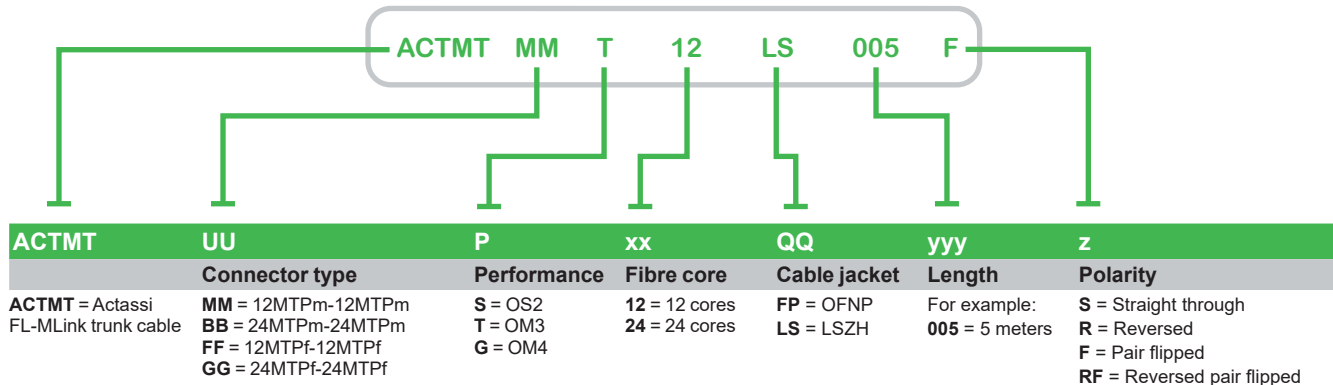 ACTMT MM T 12 LS 005 F
ACTMT UU P xx QQ yyy z
Connector type Performance Fibre core Cable jacket Length Polarity
ACTMT = Actassi
FL-MLink trunk cable
MM = 12MTPm-12MTPm
BB = 24MTPm-24MTPm
FF = 12MTPf-12MTPf
GG = 24MTPf-24MTPf
S = OS2
T = OM3
G = OM4
12 = 12 cores
24 = 24 cores
FP = OFNP
LS = LSZH
For example:
005 = 5 meters
S = Straight through
R = Reversed
F = Pair flipped
RF = Reversed pair flipped